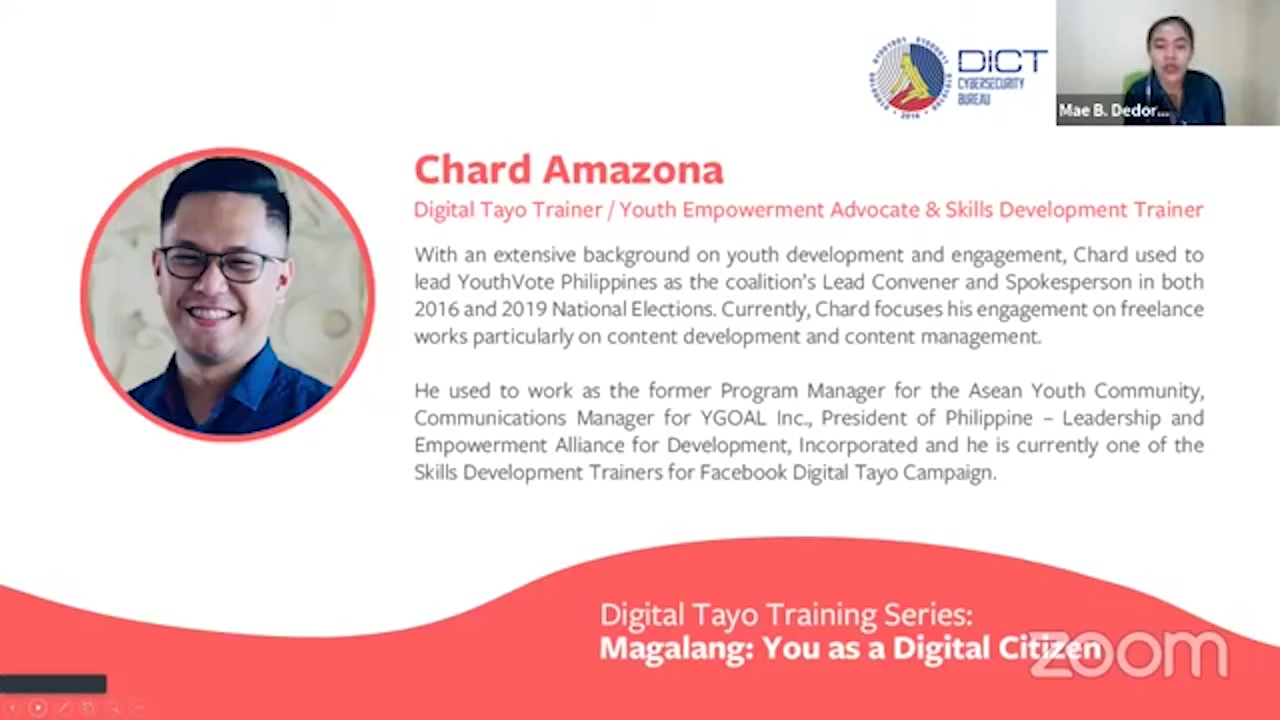 DICT
CYBERSECURITY
BUREAU
2016
Mae B. Dedor...
Chard Amazona
Digital Tayo Trainer / Youth Empowerment Advocate & Skills Development Trainer
With an extensive background on youth development and engagement, Chard used to
lead YouthVote Philippines as the coalition's Lead Convener and Spokesperson in both
2016 and 2019 National Elections. Currently, Chard focuses his engagement on freelance
works particularly on content development and content management.
He used to work as the former Program Manager for the Asean Youth Community,
Communications Manager for YGOAL Inc., President of Philippine – Leadership and
Empowerment Alliance for Development, Incorporated and he is currently one of the
Skills Development Trainers for Facebook Digital Tayo Campaign.
Digital Tayo Training Series:
Magalang: You as a Digital Citizen
zoom